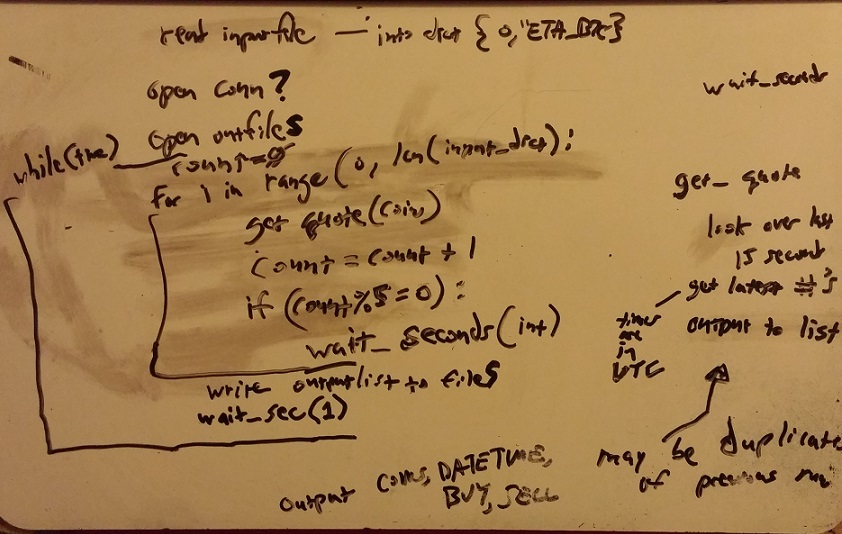 read inputfile — into dict { 0, "ETH_BTC}
open conn?
open outfiles
while(true)
count=0
for i in range (0, len(input_dict):
get quote(coin)
count = count + 1
if (count%5=0):
wait_seconds(int)
write outputlist to files
wait_sec(1)
output coins, DATETIME,
BUY, SELL
wait_seconds
get_quote
look over last
15 second
get latest #'s
times
are
in
UTC
output to list
may be duplicate
of previous run